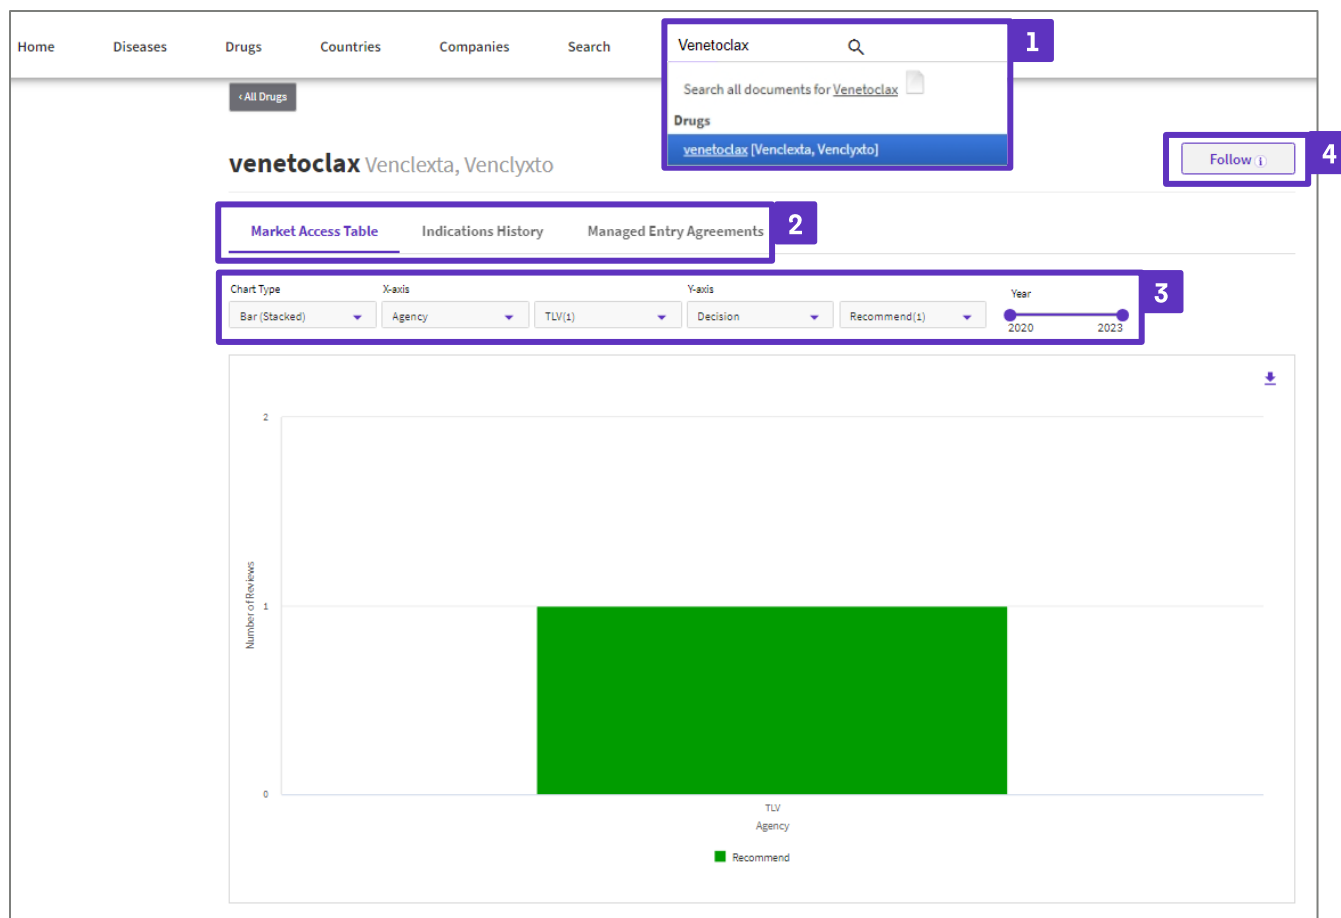 Home Diseases Drugs Countries Companies Search Venetoclax 1
Search all documents for Venetoclax
Drugs
venetoclax [Venclexta, Venclyxto]
‹ All Drugs
venetoclax Venclexta, Venclyxto
Follow i 4
Market Access Table Indications History Managed Entry Agreements 2
Chart Type X-axis Y-axis Year 3
Bar (Stacked) Agency TLV(1) Decision Recommend(1)
2020 2023
2
Number of Reviews
1
0
TLV
Agency
Recommend